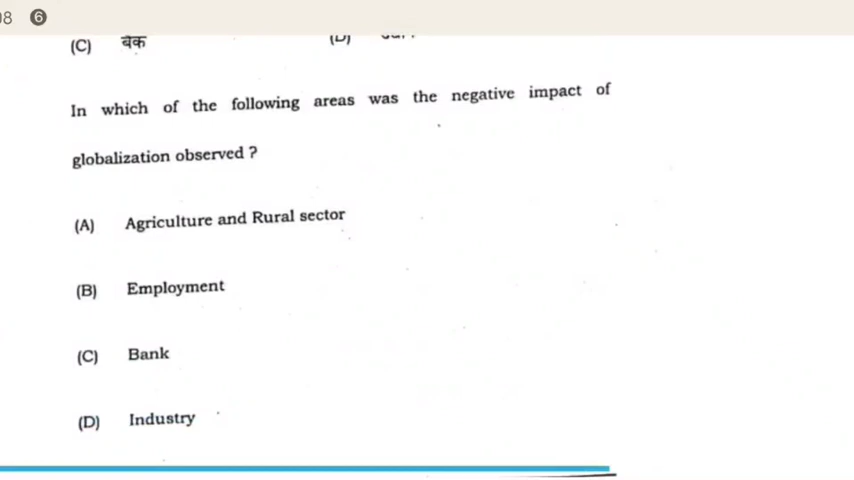 (C) बैंक
In which of the following areas was the negative impact of
globalization observed ?
(A) Agriculture and Rural sector
(B) Employment
(C) Bank
(D) Industry